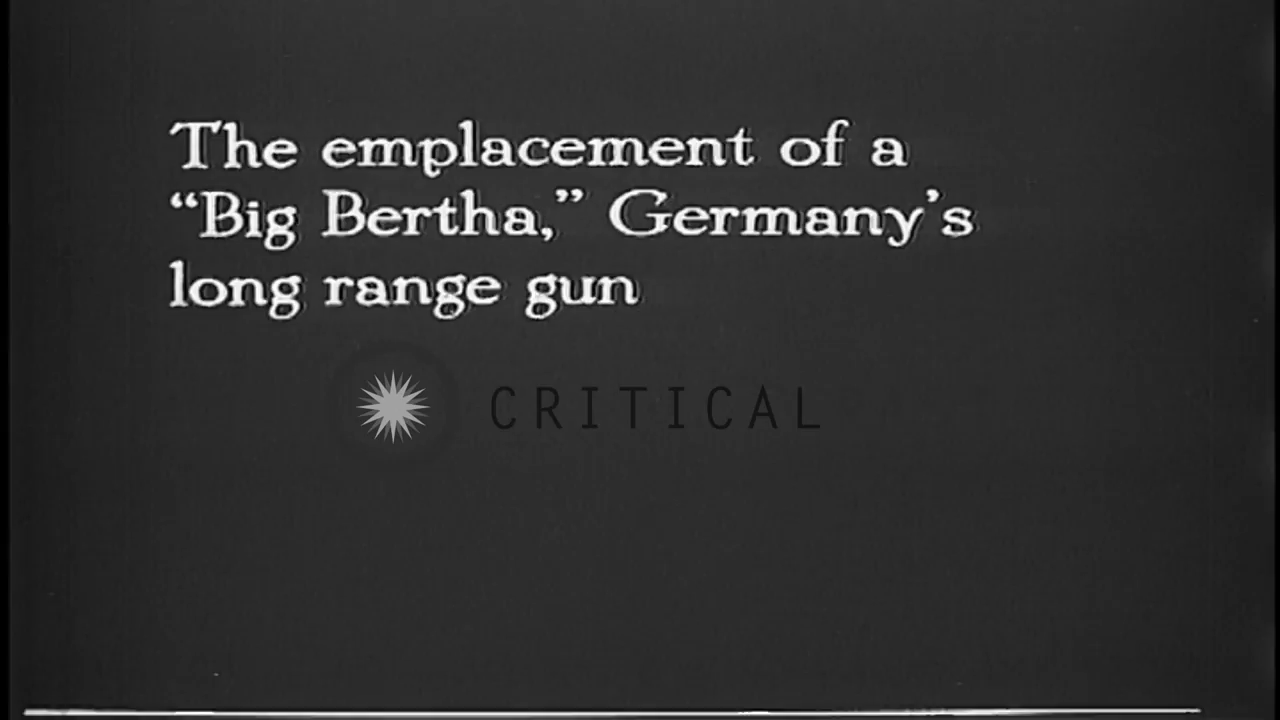 The emplacement of a
“Big Bertha,” Germany’s
long range gun
CRITICAL